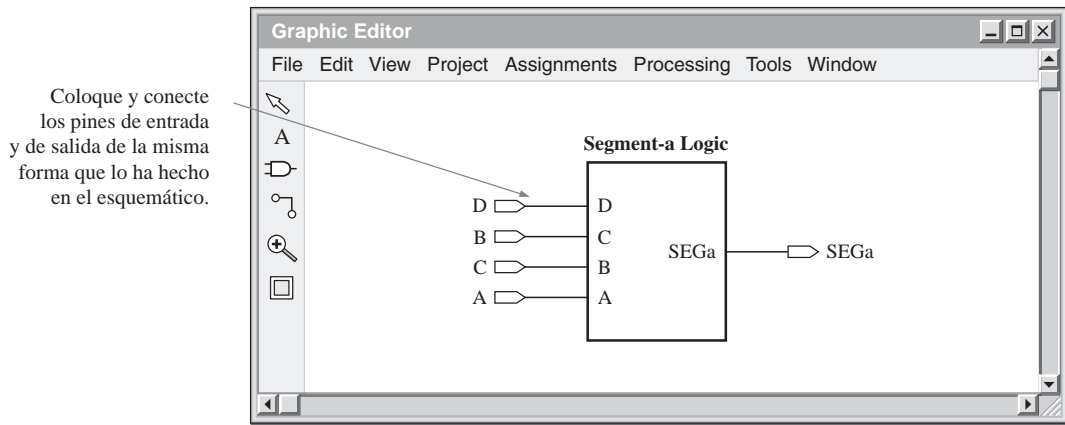 Graphic Editor
File Edit View Project Assignments Processing Tools Window
Coloque y conecte
los pines de entrada
y de salida de la misma
forma que lo ha hecho
en el esquemático.
A
Segment-a Logic
D D
B C
C B
A A
SEGa SEGa